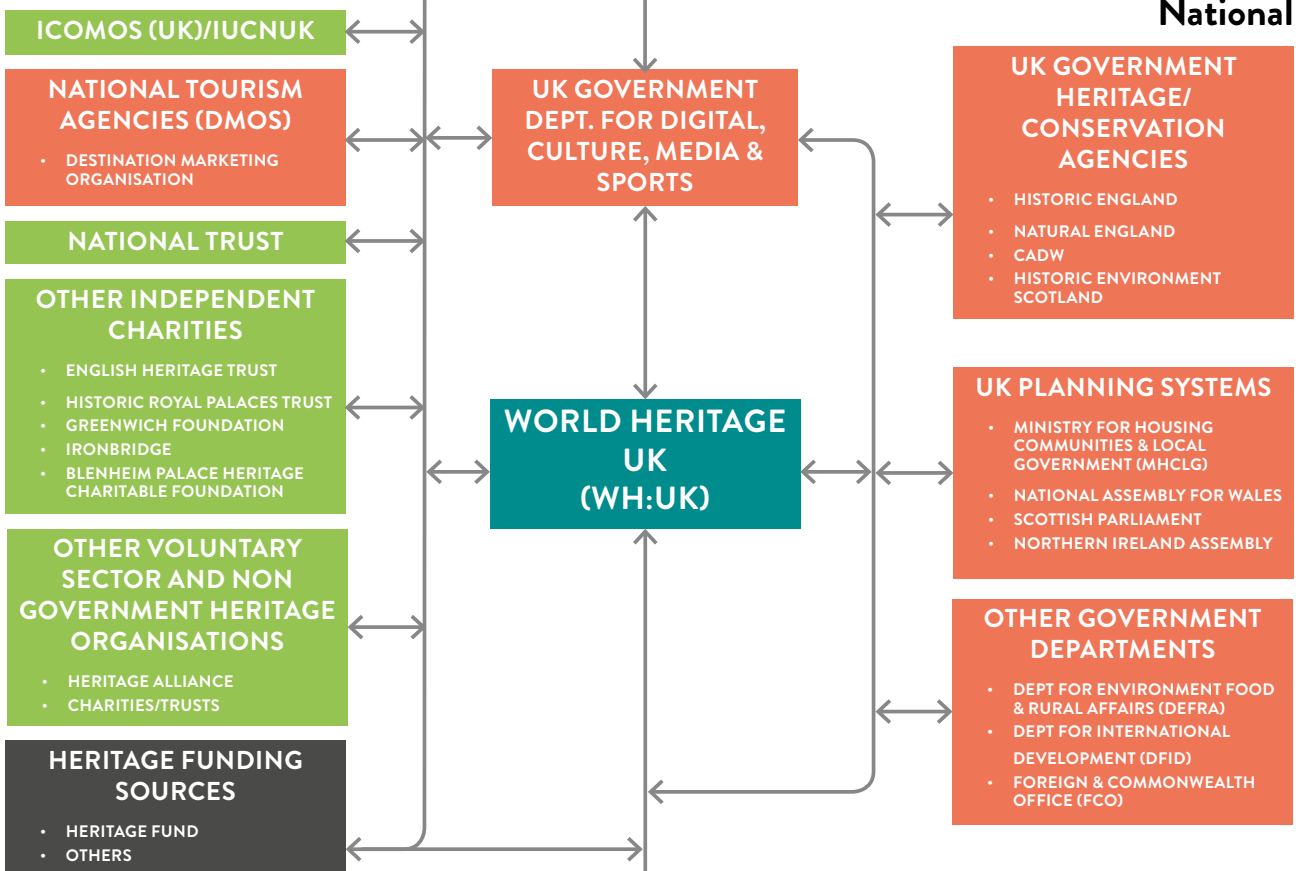 National
ICOMOS (UK)/IUCNUK
NATIONAL TOURISM
AGENCIES (DMOS)
• DESTINATION MARKETING
ORGANISATION
NATIONAL TRUST
OTHER INDEPENDENT
CHARITIES
• ENGLISH HERITAGE TRUST
• HISTORIC ROYAL PALACES TRUST
• GREENWICH FOUNDATION
• IRONBRIDGE
• BLENHEIM PALACE HERITAGE
CHARITABLE FOUNDATION
OTHER VOLUNTARY
SECTOR AND NON
GOVERNMENT HERITAGE
ORGANISATIONS
• HERITAGE ALLIANCE
• CHARITIES/TRUSTS
HERITAGE FUNDING
SOURCES
• HERITAGE FUND
• OTHERS
UK GOVERNMENT
DEPT. FOR DIGITAL,
CULTURE, MEDIA &
SPORTS
WORLD HERITAGE
UK
(WH:UK)
UK GOVERNMENT
HERITAGE/
CONSERVATION
AGENCIES
• HISTORIC ENGLAND
• NATURAL ENGLAND
• CADW
• HISTORIC ENVIRONMENT
SCOTLAND
UK PLANNING SYSTEMS
• MINISTRY FOR HOUSING
COMMUNITIES & LOCAL
GOVERNMENT (MHCLG)
• NATIONAL ASSEMBLY FOR WALES
• SCOTTISH PARLIAMENT
• NORTHERN IRELAND ASSEMBLY
OTHER GOVERNMENT
DEPARTMENTS
• DEPT FOR ENVIRONMENT FOOD
& RURAL AFFAIRS (DEFRA)
• DEPT FOR INTERNATIONAL
DEVELOPMENT (DFID)
• FOREIGN & COMMONWEALTH
OFFICE (FCO)